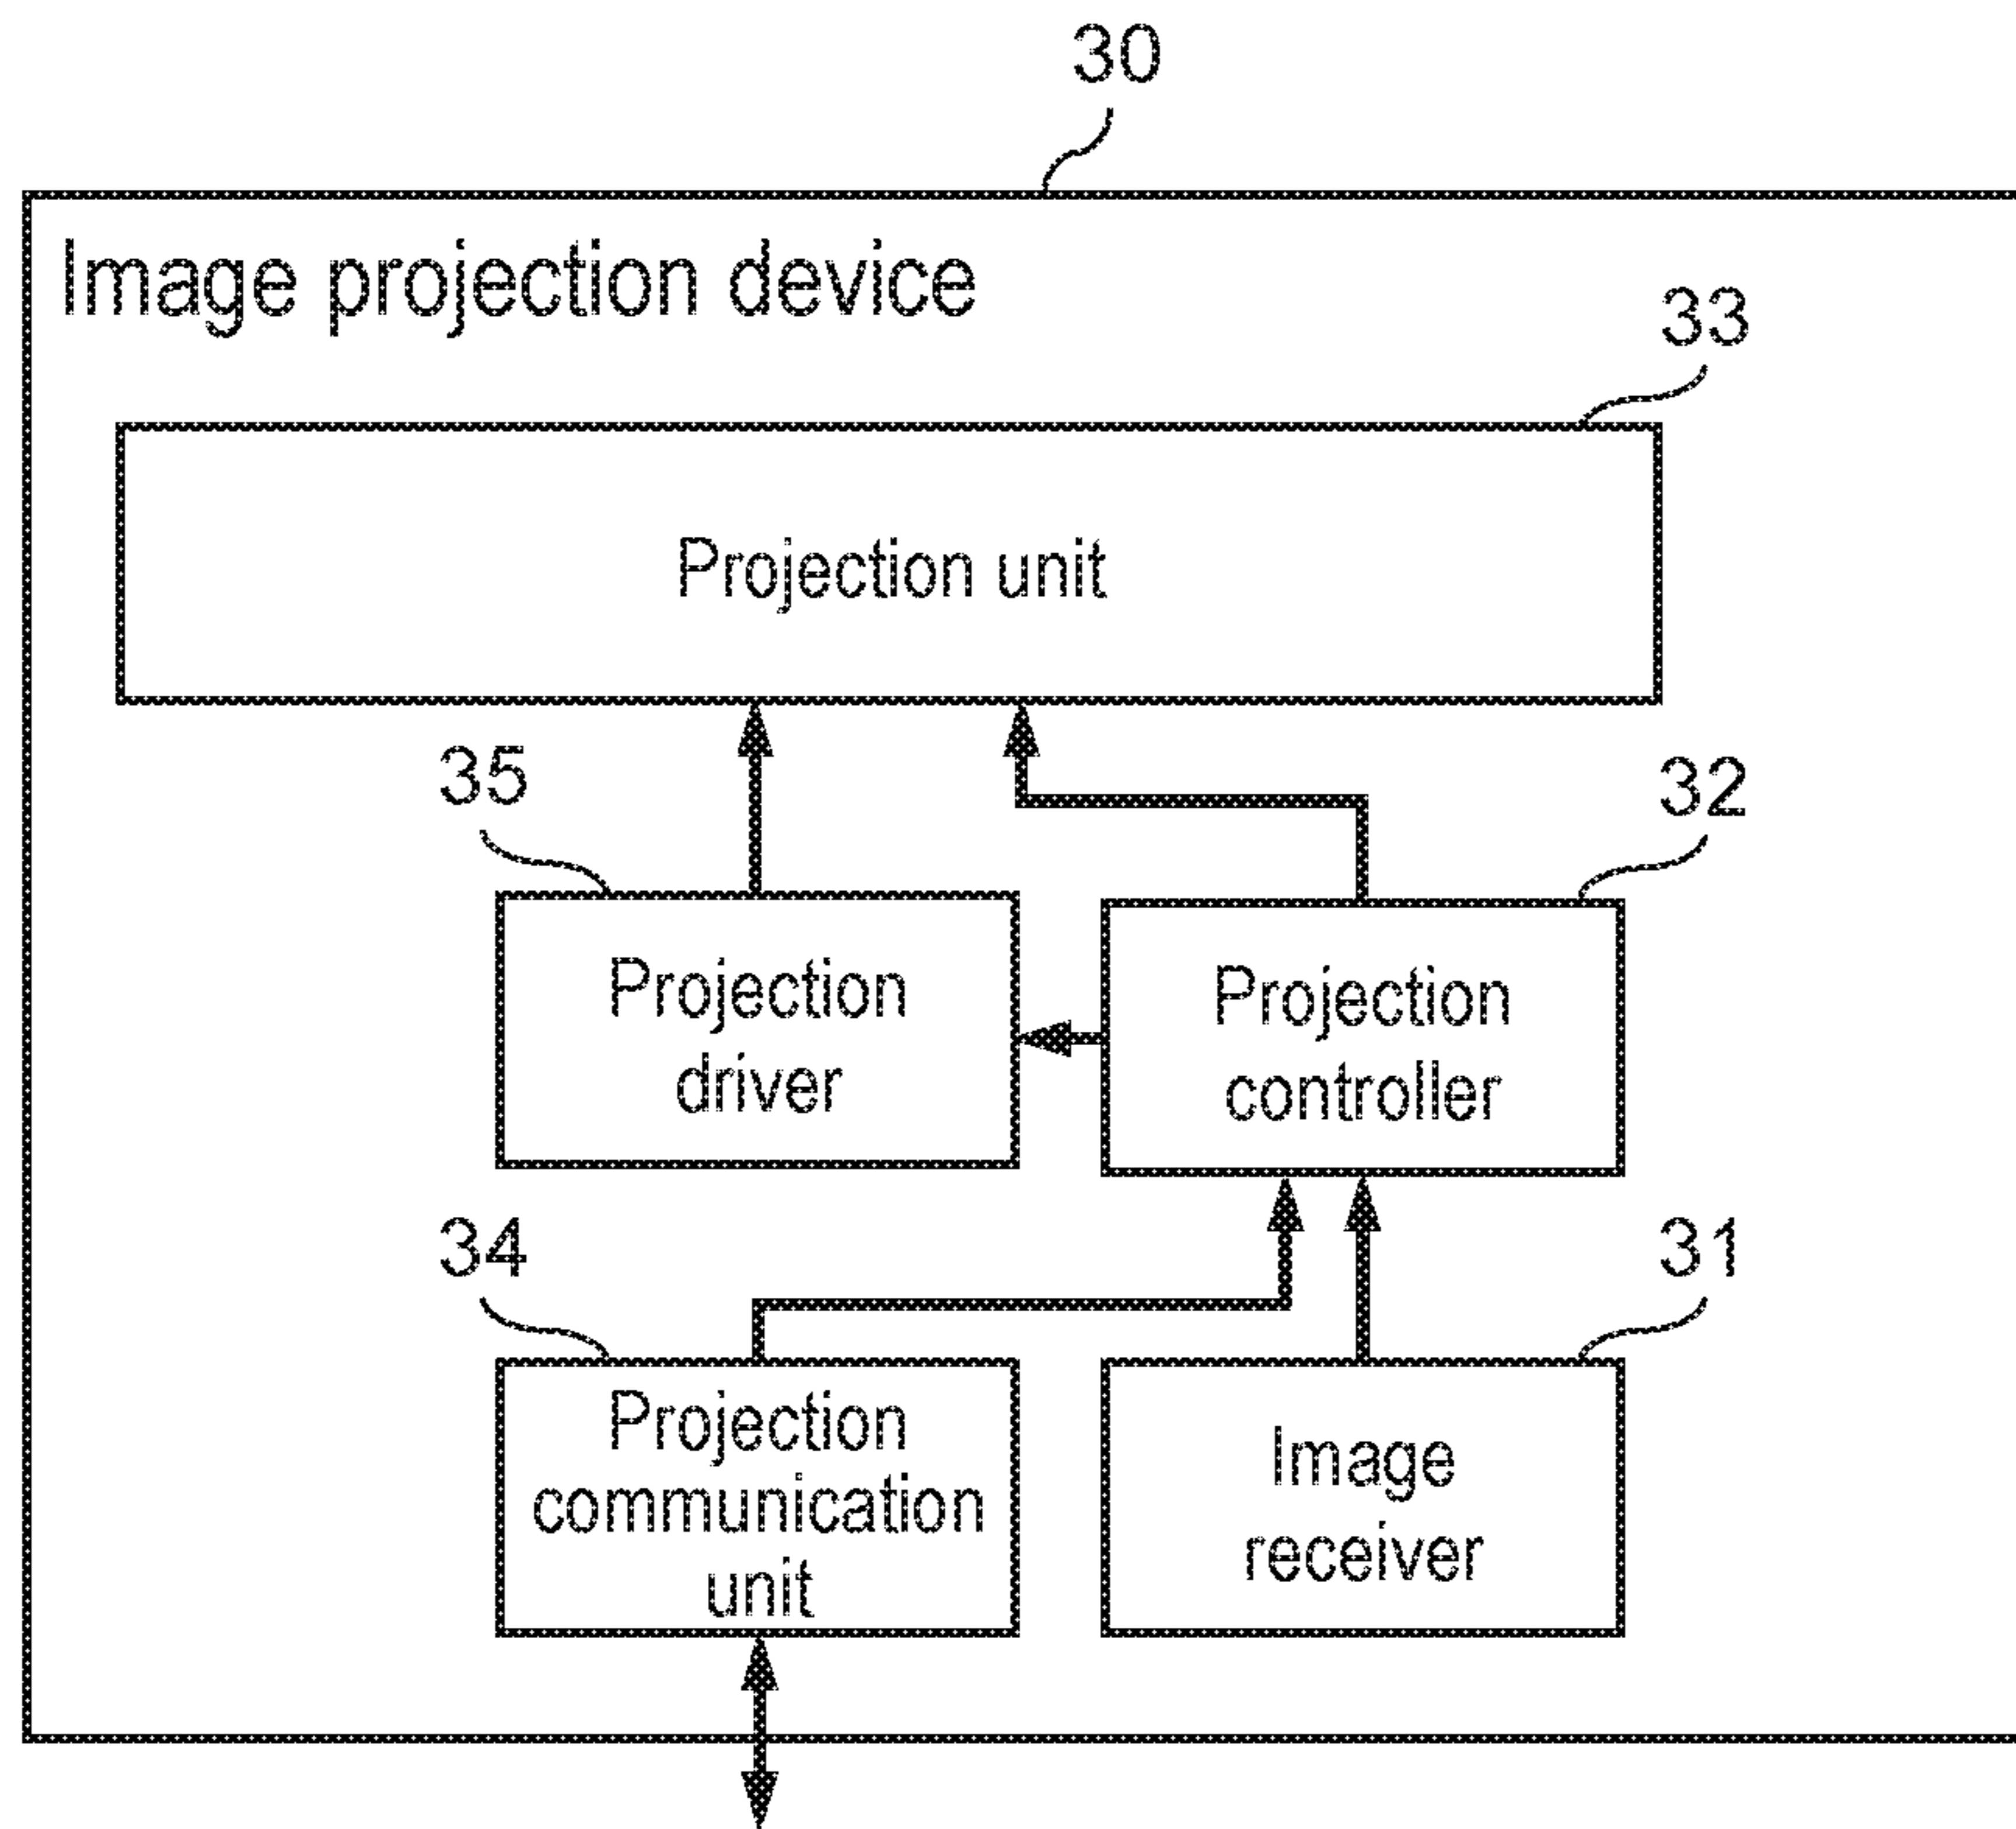 30
Image projection device
33
Projection unit
35
32
Projection
driver
Projection
controller
34
31
Projection
communication
unit
Image
receiver